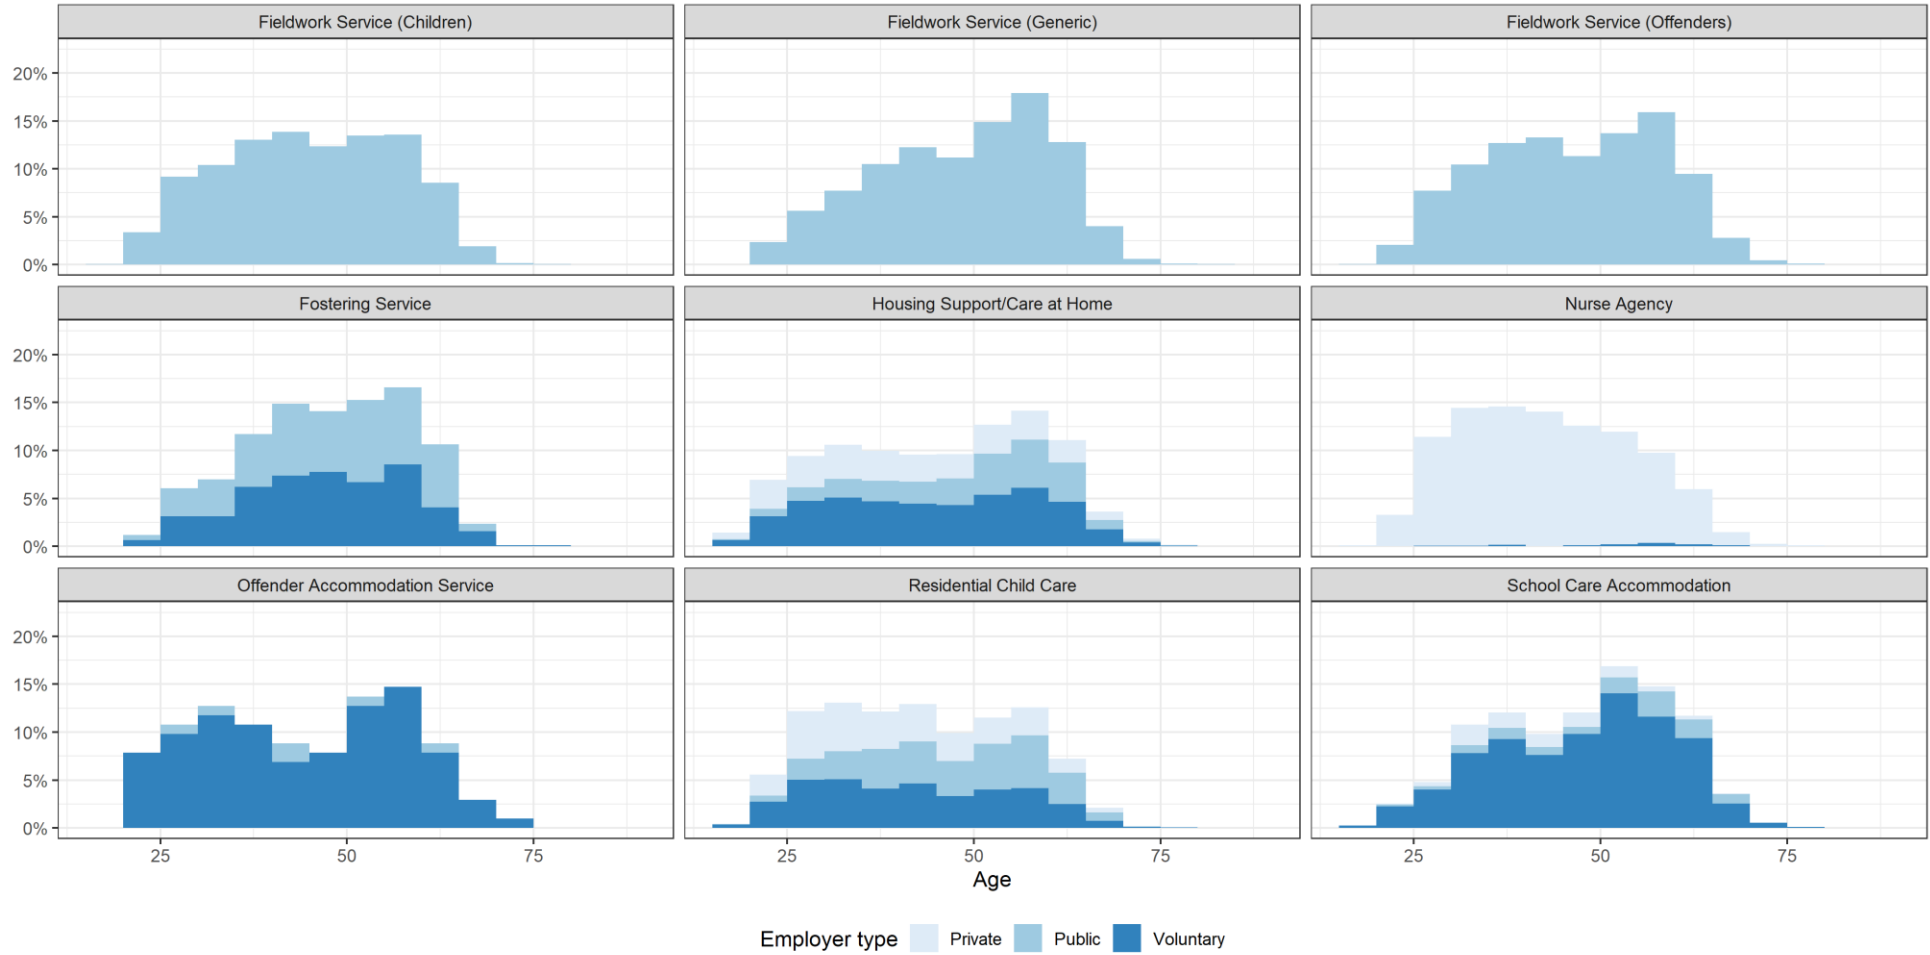 Fieldwork Service (Children)
Fieldwork Service (Generic)
Fieldwork Service (Offenders)
20%
15%
10%
5%
0%
Fostering Service
Housing Support/Care at Home
Nurse Agency
20%
15%
10%
5%
0%
Offender Accommodation Service
Residential Child Care
School Care Accommodation
20%
15%
10%
5%
0%
25 50 75 25 50 75 25 50 75
Age
Employer type Private Public Voluntary